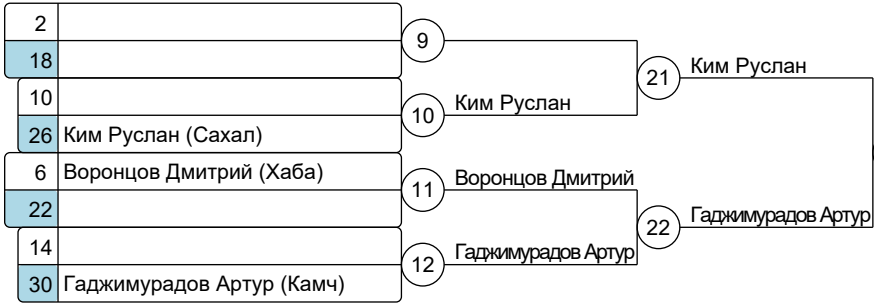 2
9
18
21
Ким Руслан
10
10
Ким Руслан
26
Ким Руслан (Сахал)
6
Воронцов Дмитрий (Хаба)
11
Воронцов Дмитрий
22
22
Гаджимурадов Артур
14
12
Гаджимурадов Артур
30
Гаджимурадов Артур (Камч)